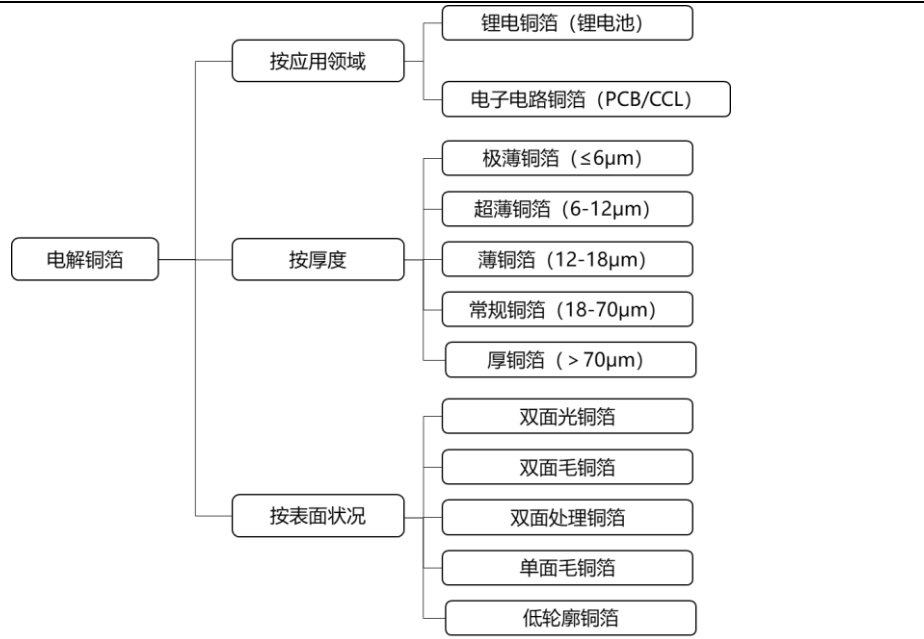 电解铜箔
按应用领域
锂电铜箔（锂电池）
电子电路铜箔（PCB/CCL）
按厚度
极薄铜箔（≤6μm）
超薄铜箔（6-12μm）
薄铜箔（12-18μm）
常规铜箔（18-70μm）
厚铜箔（＞70μm）
按表面状况
双面光铜箔
双面毛铜箔
双面处理铜箔
单面毛铜箔
低轮廓铜箔